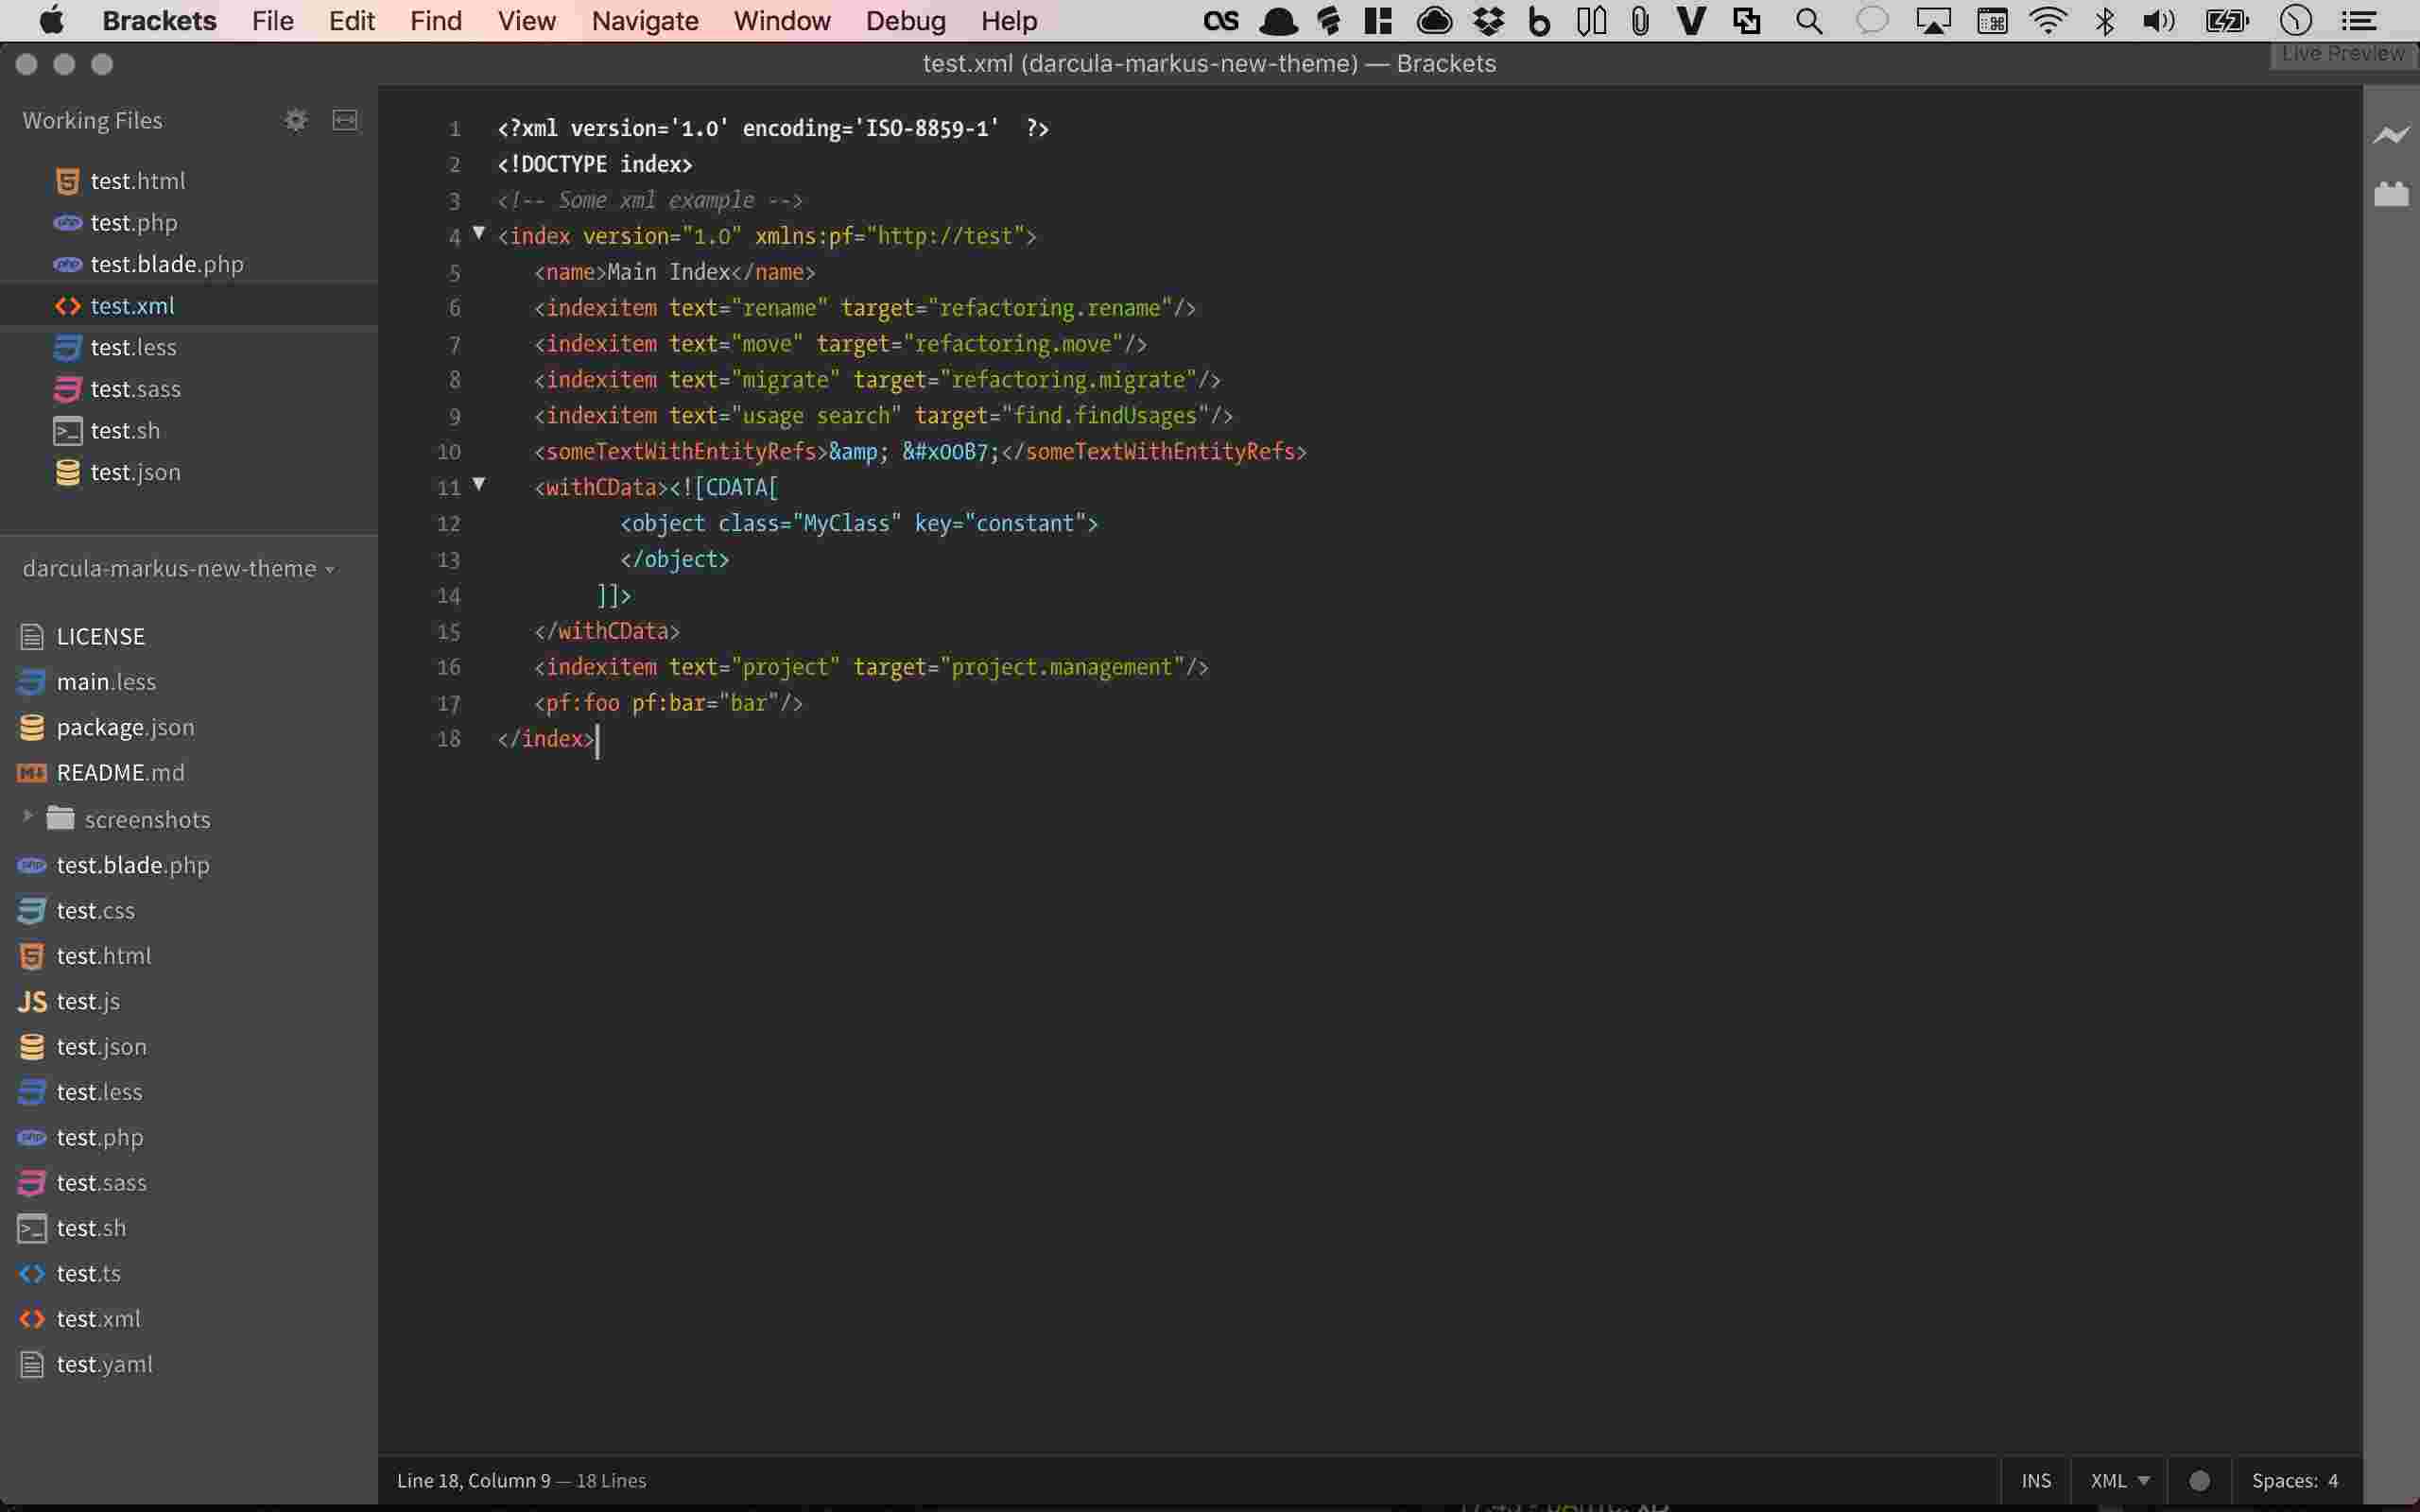 Brackets File Edit Find View Navigate Window Debug Help
test.xml (darcula-markus-new-theme) — Brackets
Live Preview
Working Files
test.html
test.php
test.blade.php
test.xml
test.less
test.sass
test.sh
test.json
darcula-markus-new-theme
LICENSE
main.less
package.json
README.md
screenshots
test.blade.php
test.css
test.html
JS test.js
test.json
test.less
test.php
test.sass
test.sh
test.ts
test.xml
test.yaml
1 <?xml version='1.0' encoding='ISO-8859-1'  ?>
2 <!DOCTYPE index>
3 <!-- Some xml example -->
4 <index version="1.0" xmlns:pf="http://test">
5    <name>Main Index</name>
6    <indexitem text="rename" target="refactoring.rename"/>
7    <indexitem text="move" target="refactoring.move"/>
8    <indexitem text="migrate" target="refactoring.migrate"/>
9    <indexitem text="usage search" target="find.findUsages"/>
10    <someTextWithEntityRefs>&amp; &#x00B7;</someTextWithEntityRefs>
11    <withCData><![CDATA[
12           <object class="MyClass" key="constant">
13           </object>
14         ]]>
15    </withCData>
16    <indexitem text="project" target="project.management"/>
17    <pf:foo pf:bar="bar"/>
18 </index>
Line 18, Column 9 — 18 Lines
INS XML Spaces: 4